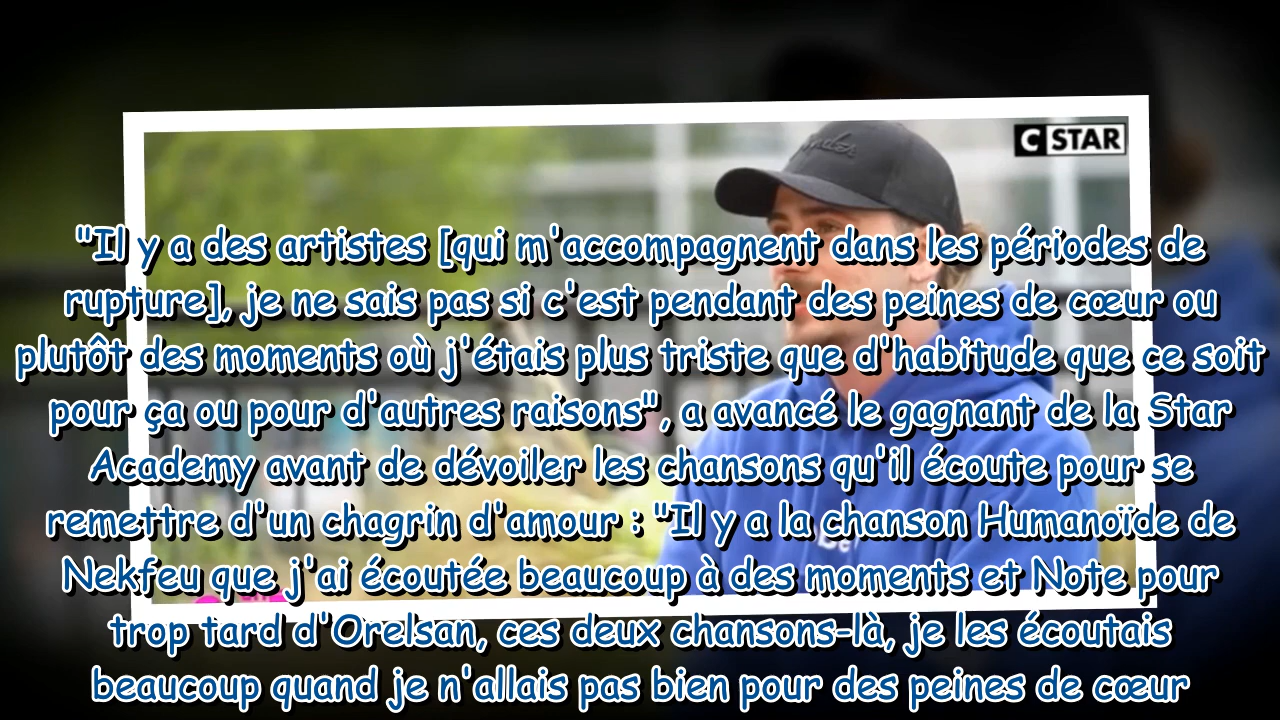 C STAR
"Il y a des artistes [qui m'accompagnent dans les périodes de
rupture], je ne sais pas si c'est pendant des peines de cœur ou
plutôt des moments où j'étais plus triste que d'habitude que ce soit
pour ça ou pour d'autres raisons", a avancé le gagnant de la Star
Academy avant de dévoiler les chansons qu'il écoute pour se
remettre d'un chagrin d'amour : "Il y a la chanson Humanoïde de
Nekfeu que j'ai écoutée beaucoup à des moments et Note pour
trop tard d'Orelsan, ces deux chansons-là, je les écoutais
beaucoup quand je n'allais pas bien pour des peines de cœur